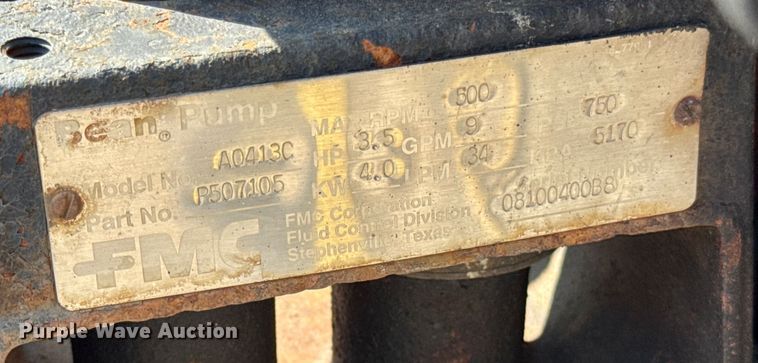 Bean® Pump
Model No. A0413C
Part No. P507105
FMC
MAX RPM 500
HP 3.5 GPM 9 750
KW 4.0 LPM 34 5170
08100400B8
FMC Corporation
Fluid Control Division
Stephenville, Texas
Purple Wave Auction